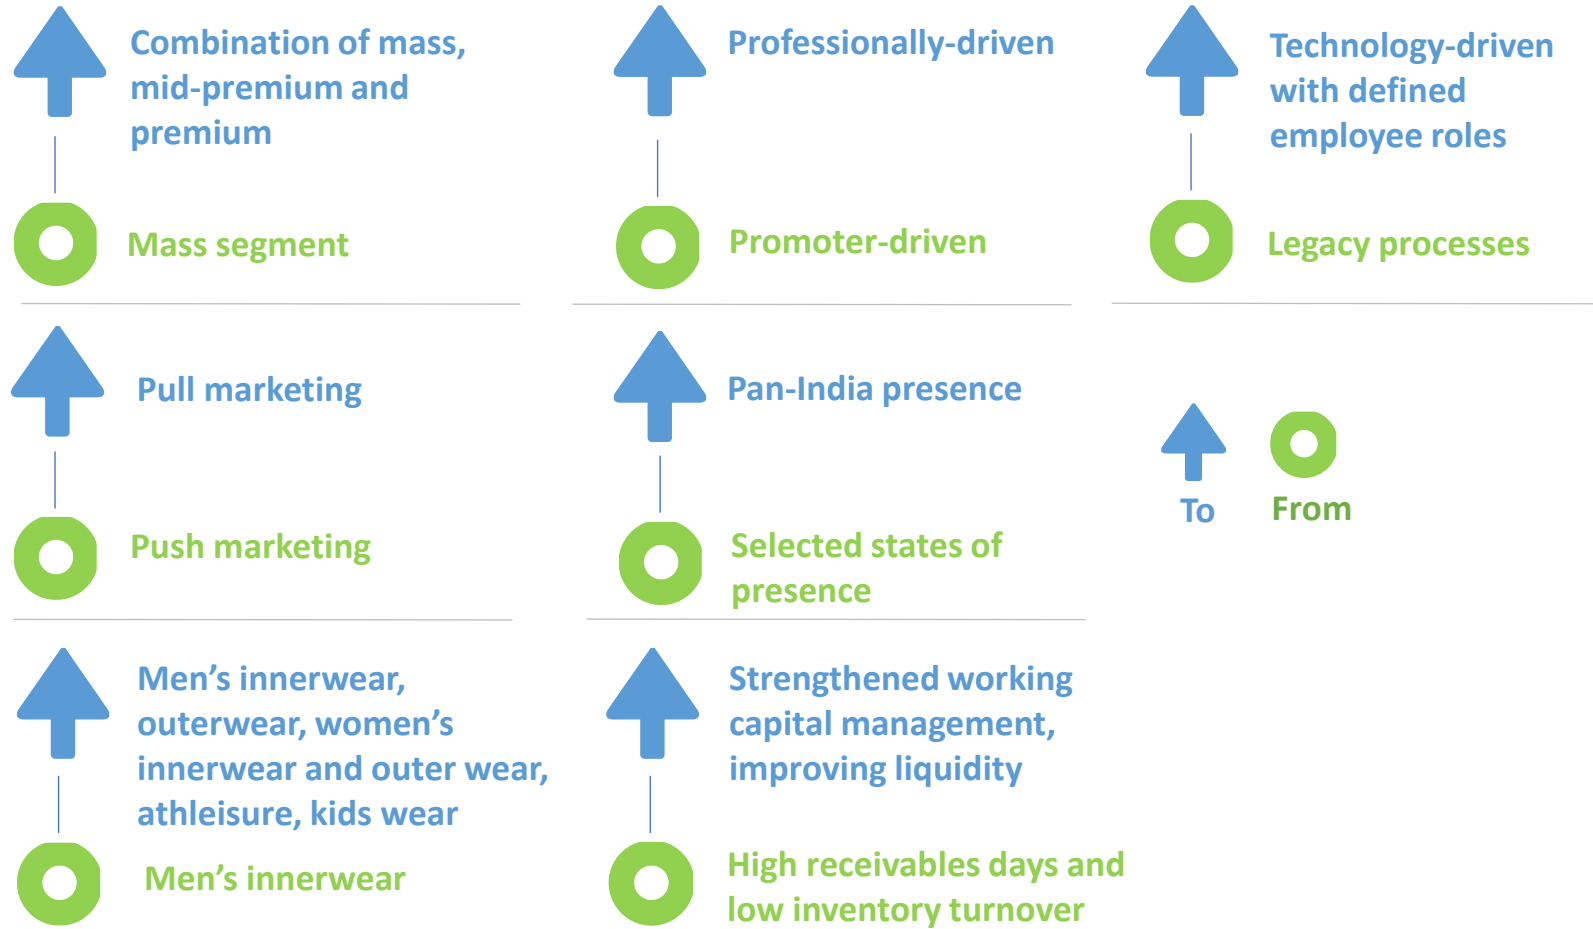 Combination of mass,
mid-premium and
premium
Mass segment
Professionally-driven
Promoter-driven
Technology-driven
with defined
employee roles
Legacy processes
Pull marketing
Push marketing
Pan-India presence
Selected states of
presence
To
From
Men’s innerwear,
outerwear, women’s
innerwear and outer wear,
athleisure, kids wear
Men’s innerwear
Strengthened working
capital management,
improving liquidity
High receivables days and
low inventory turnover